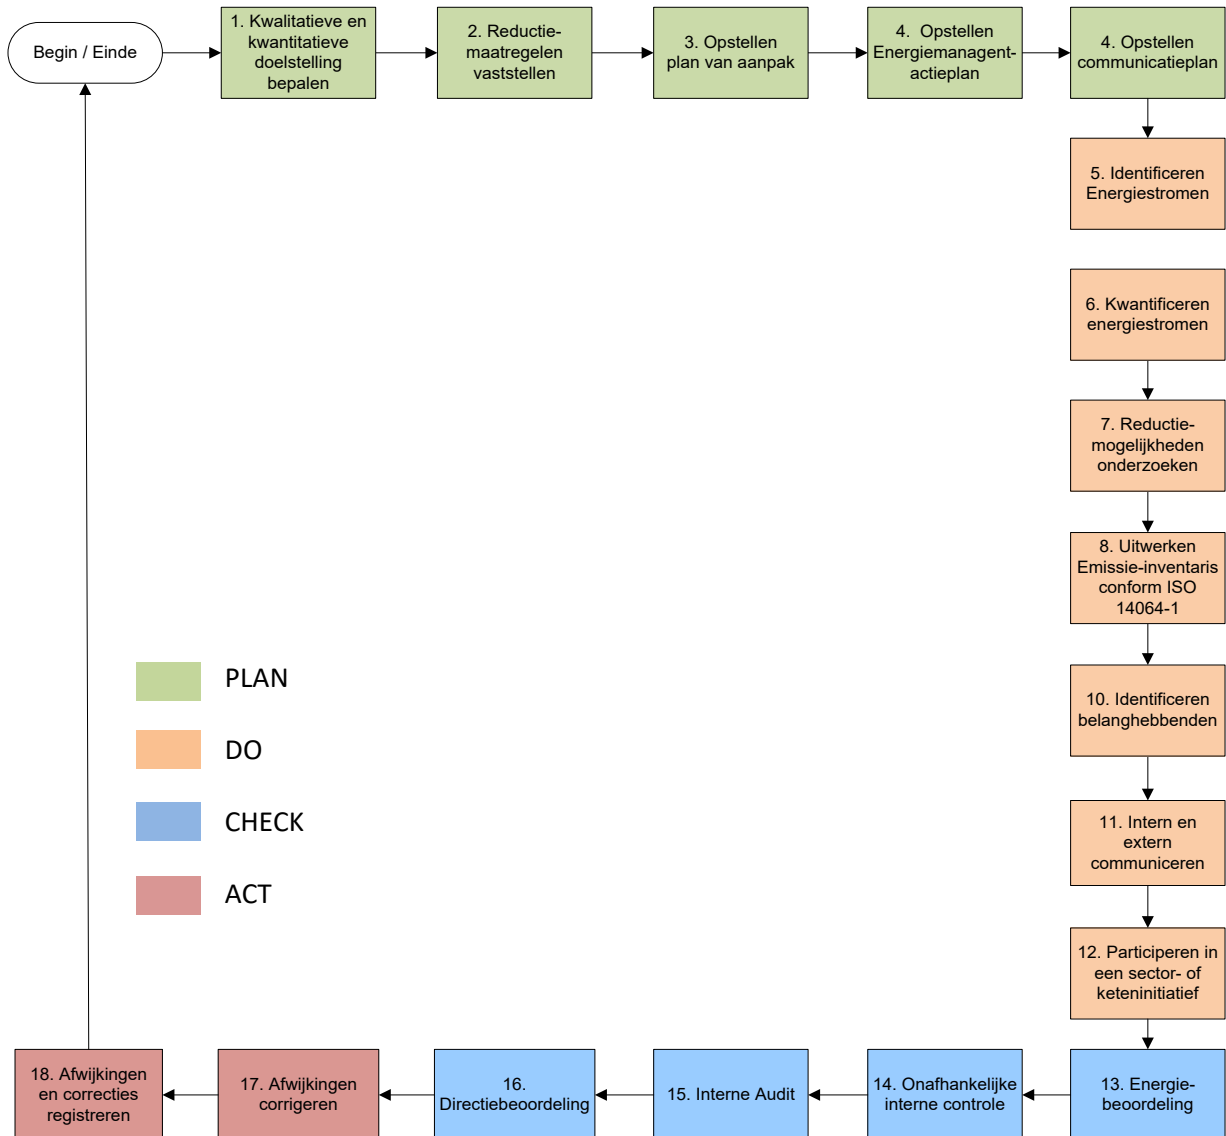 Begin / Einde
1. Kwalitatieve en
kwantitatieve
doelstelling
bepalen
2. Reductie-
maatregelen
vaststellen
3. Opstellen
plan van aanpak
4. Opstellen
Energiemanagent-
actieplan
4. Opstellen
communicatieplan
5. Identificeren
Energiestromen
6. Kwantificeren
energiestromen
7. Reductie-
mogelijkheden
onderzoeken
8. Uitwerken
Emissie-inventaris
conform ISO
14064-1
PLAN
DO
CHECK
ACT
10. Identificeren
belanghebbenden
11. Intern en
extern
communiceren
12. Participeren in
een sector- of
keteninitiatief
13. Energie-
beoordeling
14. Onafhankelijke
interne controle
15. Interne Audit
16.
Directiebeoordeling
17. Afwijkingen
corrigeren
18. Afwijkingen
en correcties
registreren